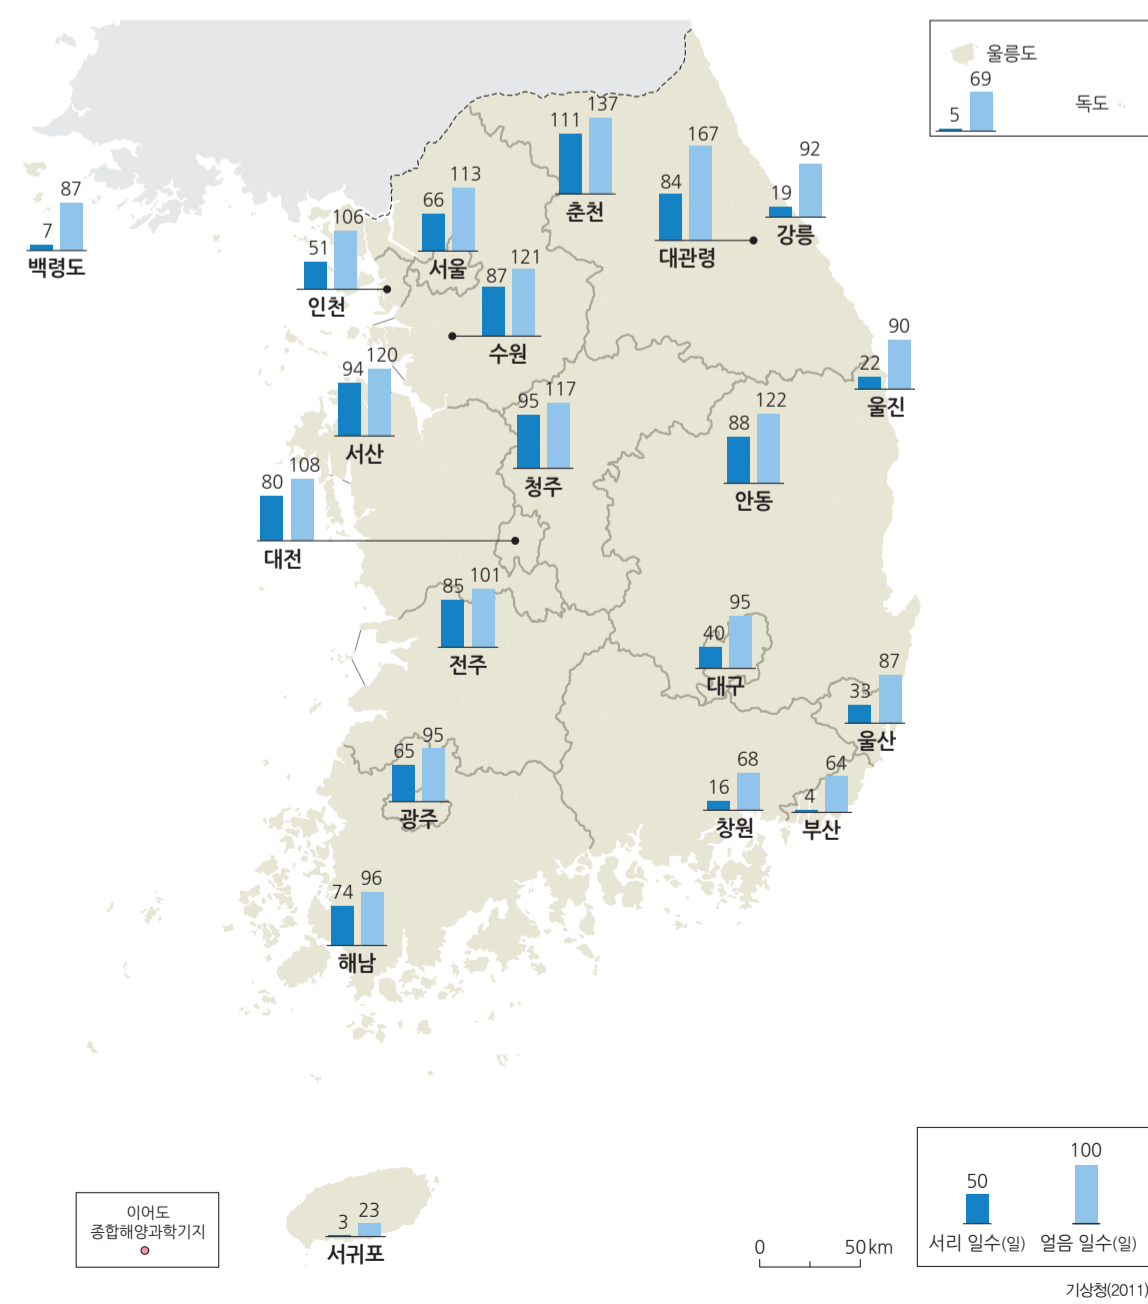 울릉도
69
5
독도
137
111
춘천
167
84
대관령
92
19
강릉
87
7
백령도
113
66
서울
106
51
인천
121
87
수원
90
22
울진
120
94
서산
117
95
청주
122
88
안동
108
80
대전
101
85
전주
95
40
대구
87
33
울산
95
65
광주
68
16
창원
64
4
부산
96
74
해남
23
3
서귀포
이어도
종합해양과학기지
0 50km
100
50
서리 일수(일) 얼음 일수(일)
기상청(2011)